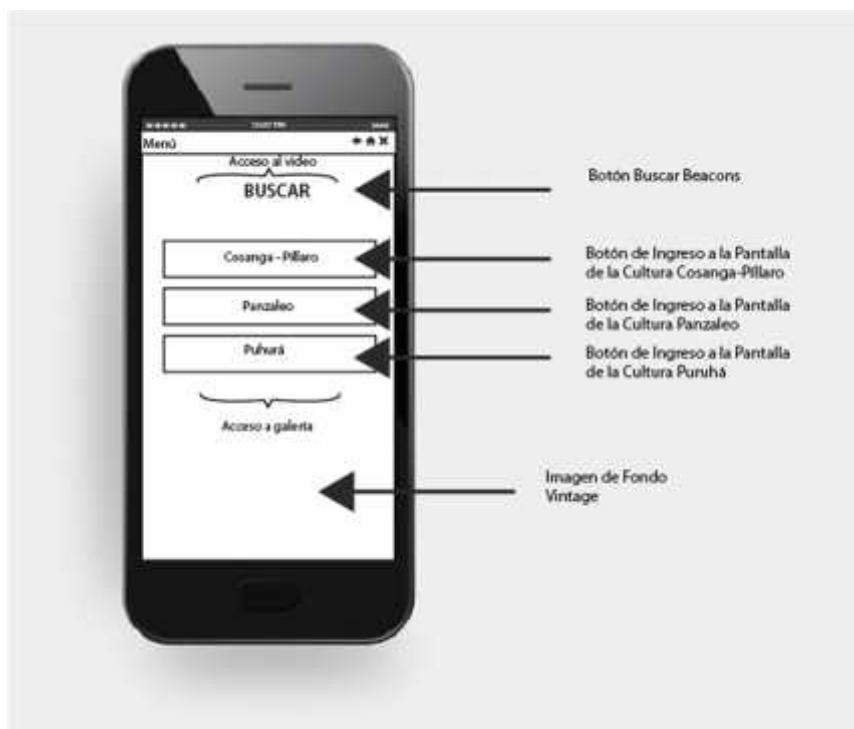 Menú
Acceso al video
BUSCAR
Botón Buscar Beacons
Cosanga - Píllaro
Botón de Ingreso a la Pantalla
de la Cultura Cosanga-Píllaro
Panzaleo
Botón de Ingreso a la Pantalla
de la Cultura Panzaleo
Puhurá
Botón de Ingreso a la Pantalla
de la Cultura Puruhá
Acceso a galería
Imagen de Fondo
Vintage